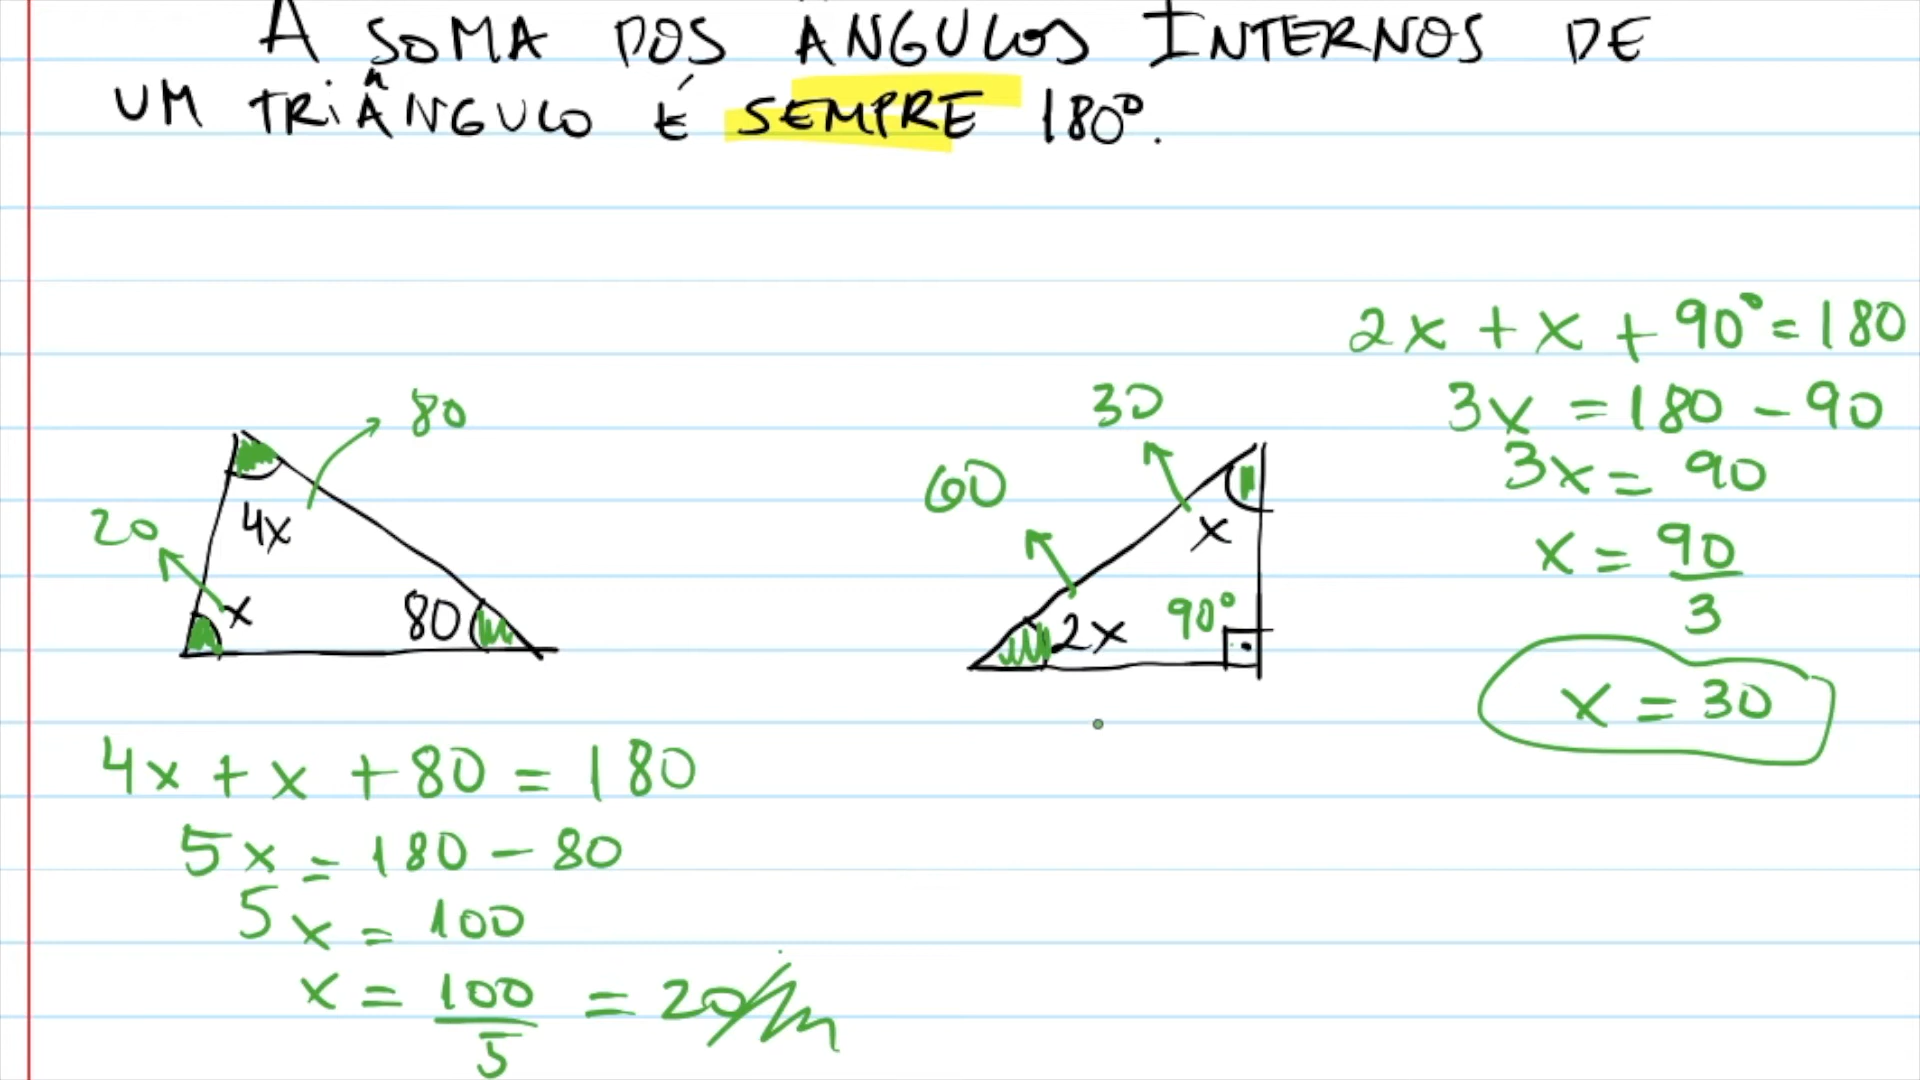 A SOMA DOS ÂNGULOS INTERNOS DE
UM TRIÂNGULO É SEMPRE 180º.
80
20
4x
x
80
4x + x + 80 = 180
5x = 180 - 80
5x = 100
x = 100/5 = 20
30
60
x
2x
90°
2x + x + 90° = 180
3x = 180 - 90
3x = 90
x = 90/3
x = 30